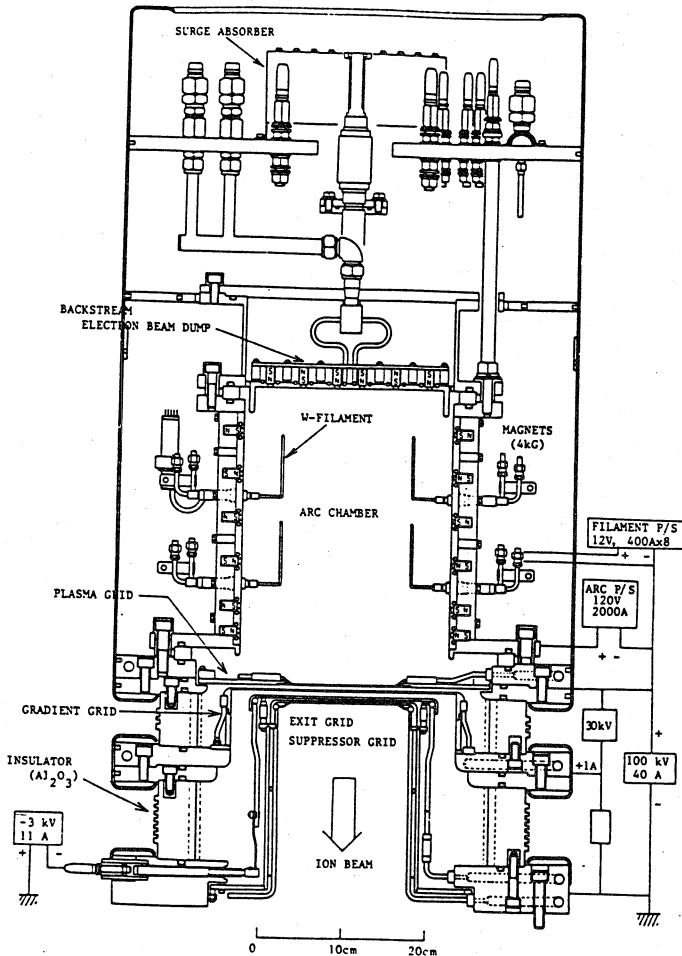 SURGE ABSORBER
BACKSTREAM
ELECTION BEAM DUMP
W-FILAMENT
MAGNETS
(4kG)
ARC CHAMBER
FILAMENT P/S
12V, 400Ax8
+ -
ARC P/S
120V
2000A
+ -
PLASMA GRID
GRADIENT GRID
EXIT GRID
SUPPRESSOR GRID
INSULATOR
(Al2O3)
30kV
+1A
+
100 kV
40 A
-
-3 kV
11 A
+ -
ION BEAM
0 10cm 20cm